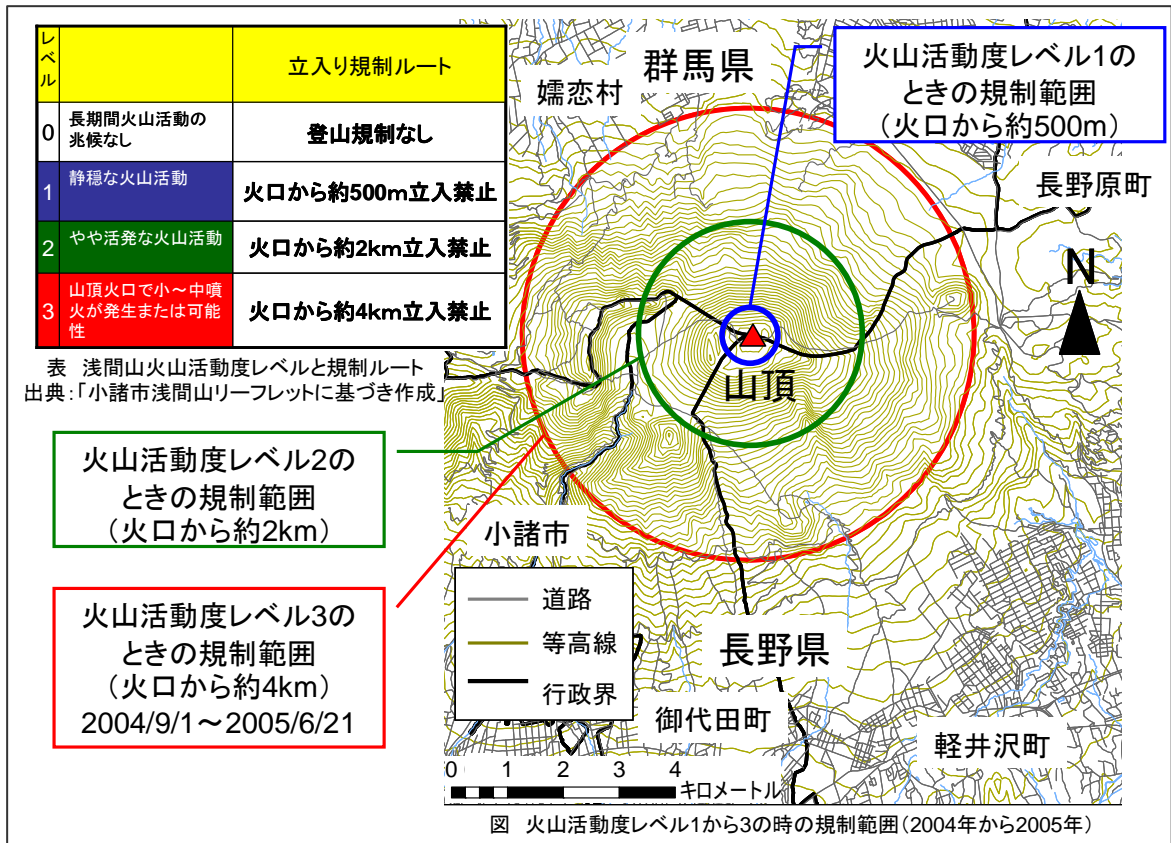 レベル
立入り規制ルート
0
長期間火山活動の
兆候なし
登山規制なし
1
静穏な火山活動
火口から約500m立入禁止
2
やや活発な火山活動
火口から約2km立入禁止
3
山頂火口で小~中噴
火が発生または可能
性
火口から約4km立入禁止
表 浅間山火山活動度レベルと規制ルート
出典:「小諸市浅間山リーフレットに基づき作成」
火山活動度レベル1の
ときの規制範囲
(火口から約500m)
群馬県
嬬恋村
長野原町
N
山頂
火山活動度レベル2の
ときの規制範囲
(火口から約2km)
小諸市
火山活動度レベル3の
ときの規制範囲
(火口から約4km)
2004/9/1~2005/6/21
道路
等高線
行政界
長野県
御代田町
軽井沢町
0 1 2 3 4
キロメートル
図 火山活動度レベル1から3の時の規制範囲(2004年から2005年)